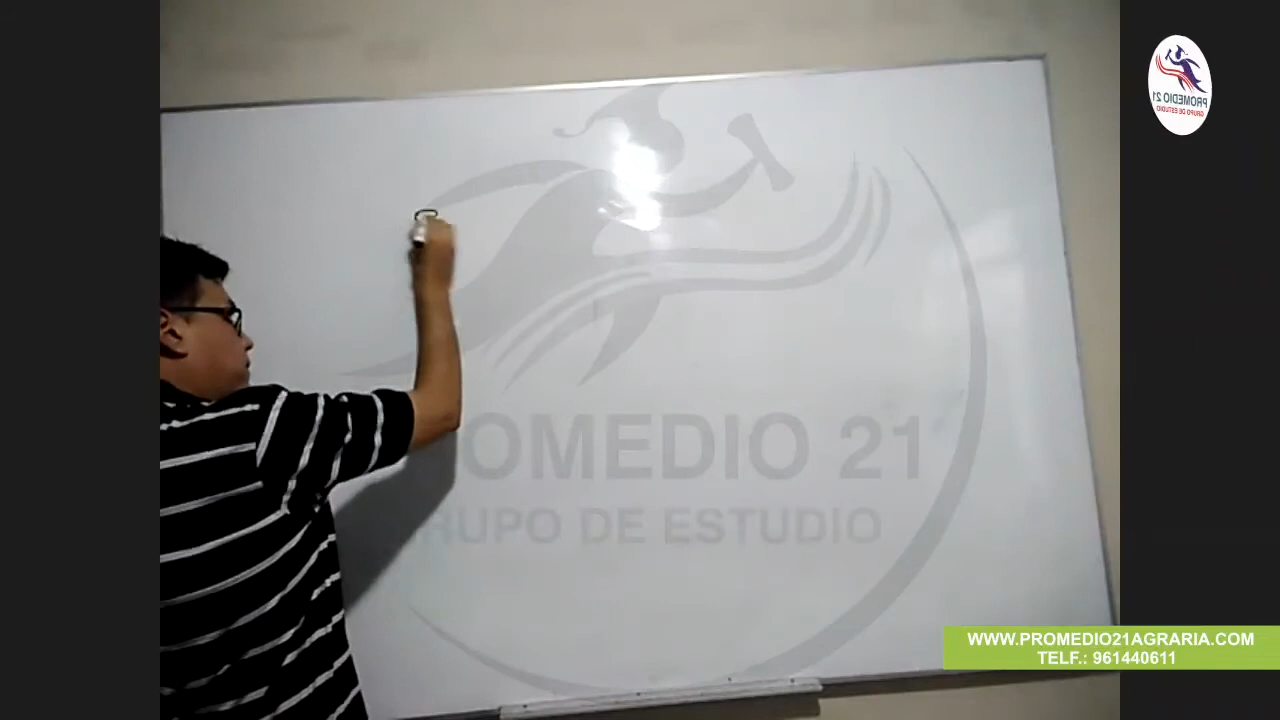 PROMEDIO 21
GRUPO DE ESTUDIO
OMEDIO 21
RUPO DE ESTUDIO
WWW.PROMEDIO21AGRARIA.COM
TELF.: 961440611